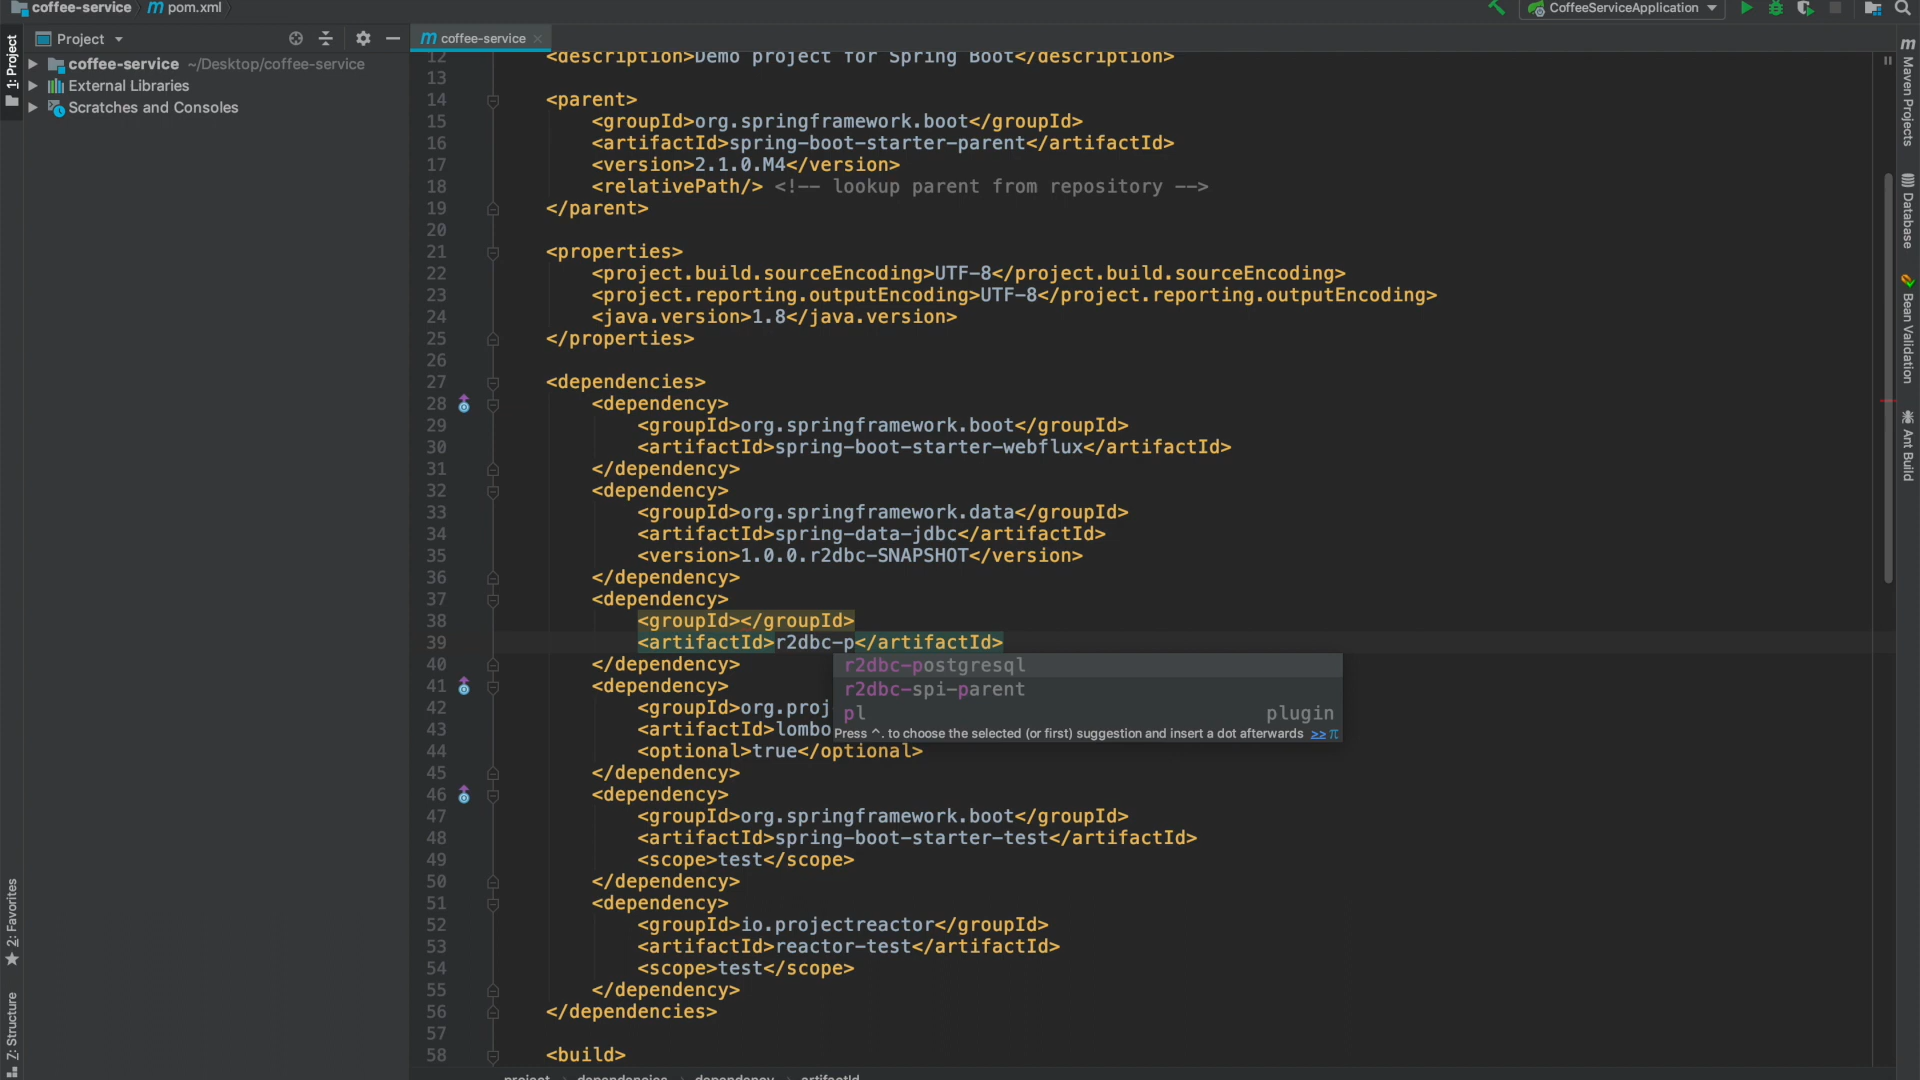 coffee-service m pom.xml
CoffeeServiceApplication
Project
m coffee-service
1: Project
coffee-service ~/Desktop/coffee-service
External Libraries
Scratches and Consoles
2: Favorites
Z: Structure
12 <description>Demo project for Spring Boot</description>
13
14 <parent>
15 <groupId>org.springframework.boot</groupId>
16 <artifactId>spring-boot-starter-parent</artifactId>
17 <version>2.1.0.M4</version>
18 <relativePath/> <!-- lookup parent from repository -->
19 </parent>
20
21 <properties>
22 <project.build.sourceEncoding>UTF-8</project.build.sourceEncoding>
23 <project.reporting.outputEncoding>UTF-8</project.reporting.outputEncoding>
24 <java.version>1.8</java.version>
25 </properties>
26
27 <dependencies>
28 <dependency>
29 <groupId>org.springframework.boot</groupId>
30 <artifactId>spring-boot-starter-webflux</artifactId>
31 </dependency>
32 <dependency>
33 <groupId>org.springframework.data</groupId>
34 <artifactId>spring-data-jdbc</artifactId>
35 <version>1.0.0.r2dbc-SNAPSHOT</version>
36 </dependency>
37 <dependency>
38 <groupId></groupId>
39 <artifactId>r2dbc-p</artifactId>
40 </dependency>
r2dbc-postgresql
41 <dependency>
r2dbc-spi-parent
42 <groupId>org.proj
pl plugin
43 <artifactId>lombo
Press ^. to choose the selected (or first) suggestion and insert a dot afterwards >> π
44 <optional>true</optional>
45 </dependency>
46 <dependency>
47 <groupId>org.springframework.boot</groupId>
48 <artifactId>spring-boot-starter-test</artifactId>
49 <scope>test</scope>
50 </dependency>
51 <dependency>
52 <groupId>io.projectreactor</groupId>
53 <artifactId>reactor-test</artifactId>
54 <scope>test</scope>
55 </dependency>
56 </dependencies>
57
58 <build>
project dependencies dependency artifactId
m Maven Projects
Database
Bean Validation
Ant Build